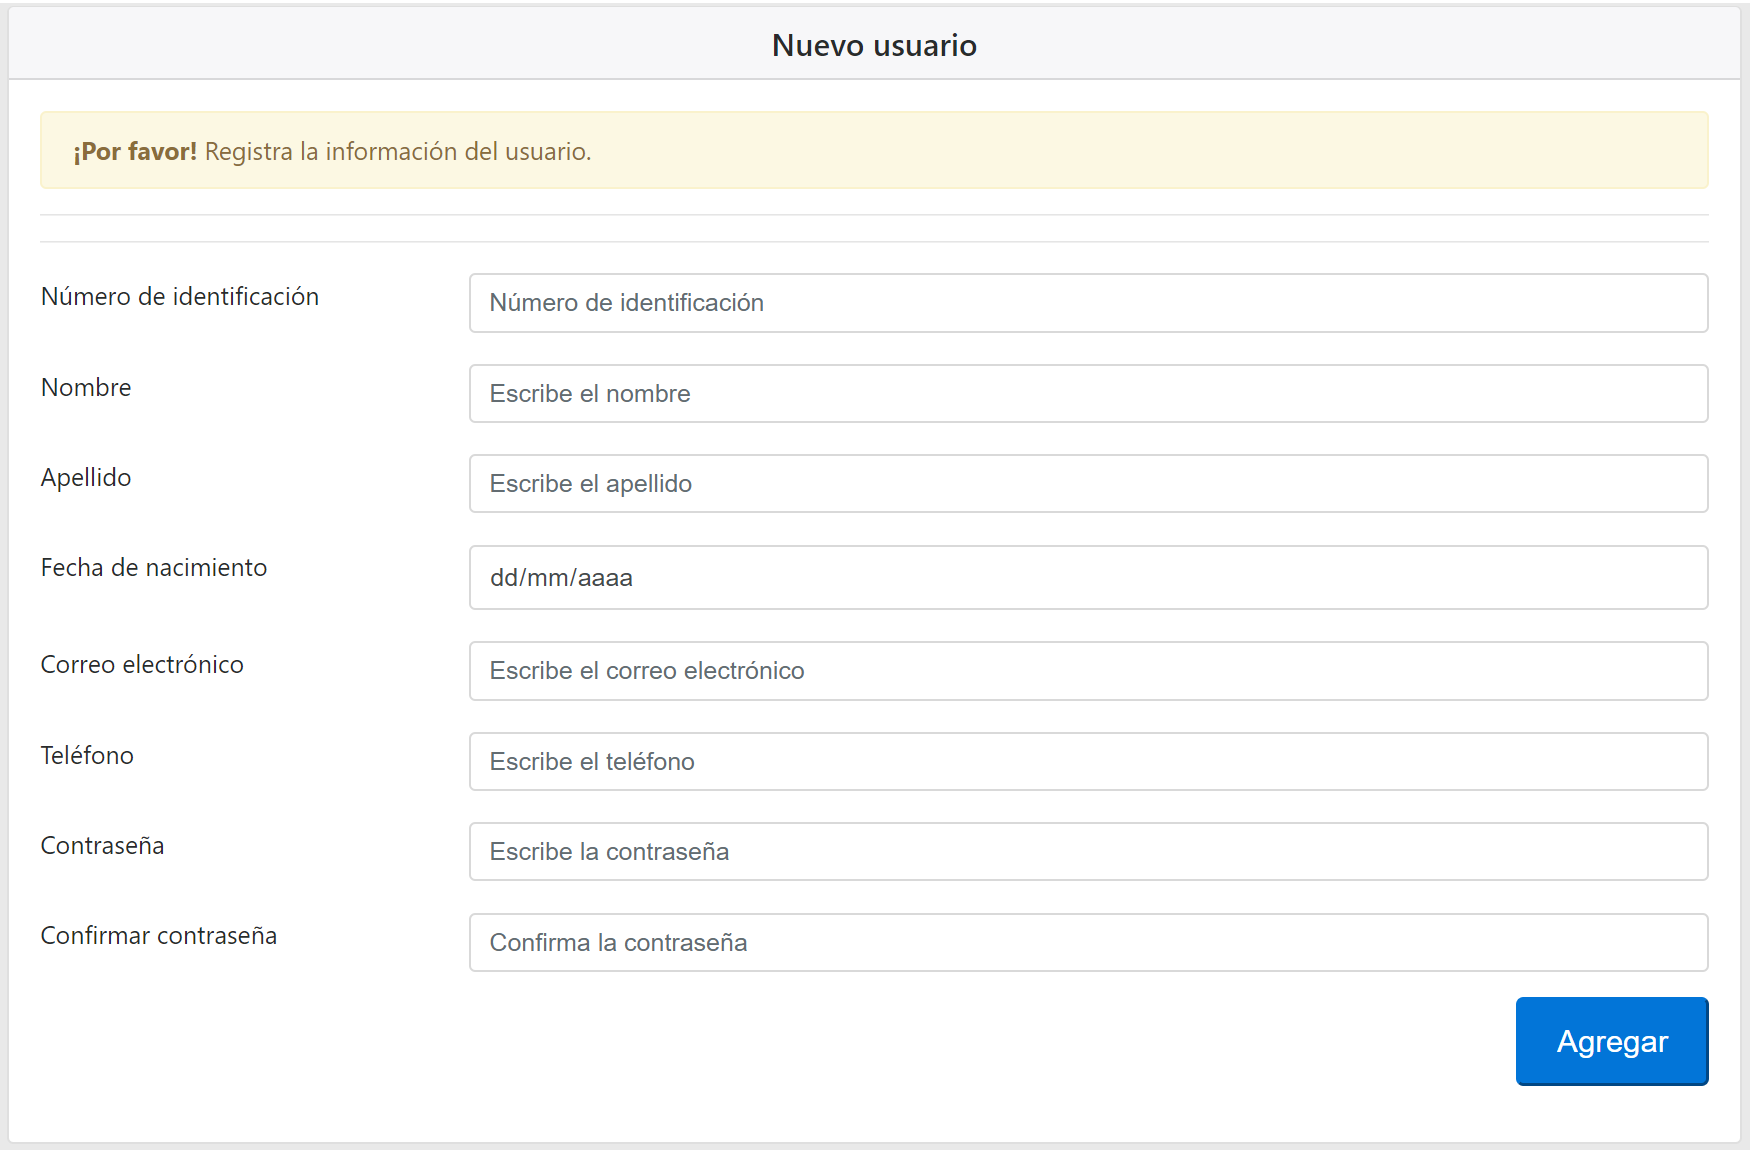 Nuevo usuario
¡Por favor! Registra la información del usuario.
Número de identificación
Número de identificación
Nombre
Escribe el nombre
Apellido
Escribe el apellido
Fecha de nacimiento
dd/mm/aaaa
Correo electrónico
Escribe el correo electrónico
Teléfono
Escribe el teléfono
Contraseña
Escribe la contraseña
Confirmar contraseña
Confirma la contraseña
Agregar